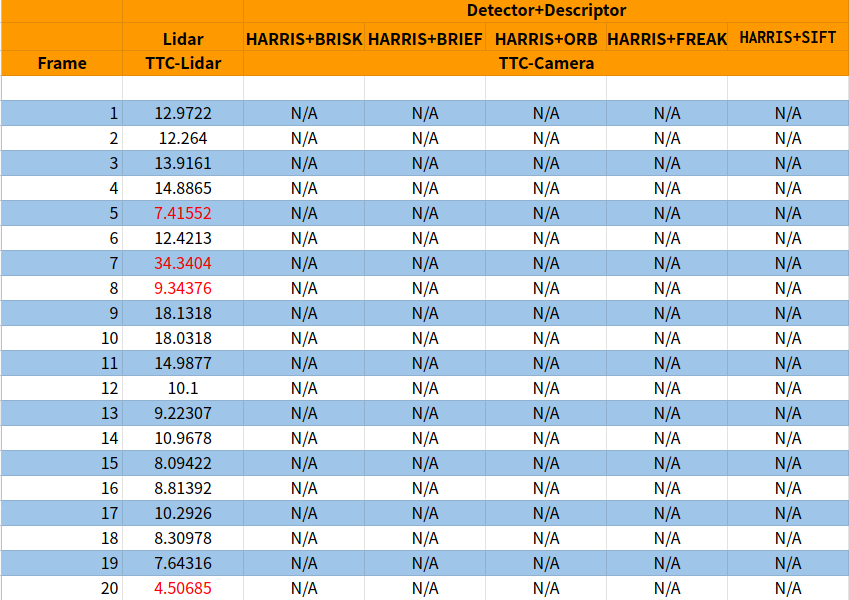 Detector+Descriptor
Lidar HARRIS+BRISK HARRIS+BRIEF HARRIS+ORB HARRIS+FREAK HARRIS+SIFT
Frame TTC-Lidar TTC-Camera
1 12.9722 N/A N/A N/A N/A N/A
2 12.264 N/A N/A N/A N/A N/A
3 13.9161 N/A N/A N/A N/A N/A
4 14.8865 N/A N/A N/A N/A N/A
5 7.41552 N/A N/A N/A N/A N/A
6 12.4213 N/A N/A N/A N/A N/A
7 34.3404 N/A N/A N/A N/A N/A
8 9.34376 N/A N/A N/A N/A N/A
9 18.1318 N/A N/A N/A N/A N/A
10 18.0318 N/A N/A N/A N/A N/A
11 14.9877 N/A N/A N/A N/A N/A
12 10.1 N/A N/A N/A N/A N/A
13 9.22307 N/A N/A N/A N/A N/A
14 10.9678 N/A N/A N/A N/A N/A
15 8.09422 N/A N/A N/A N/A N/A
16 8.81392 N/A N/A N/A N/A N/A
17 10.2926 N/A N/A N/A N/A N/A
18 8.30978 N/A N/A N/A N/A N/A
19 7.64316 N/A N/A N/A N/A N/A
20 4.50685 N/A N/A N/A N/A N/A